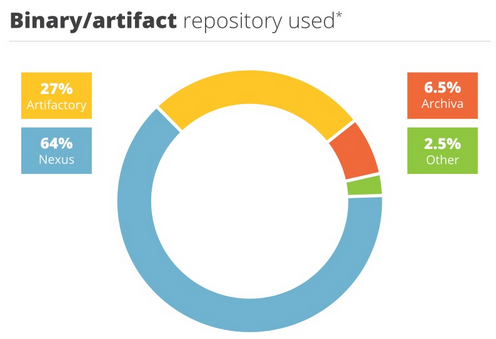 Binary/artifact repository used*
27%
Artifactory
64%
Nexus
6.5%
Archiva
2.5%
Other